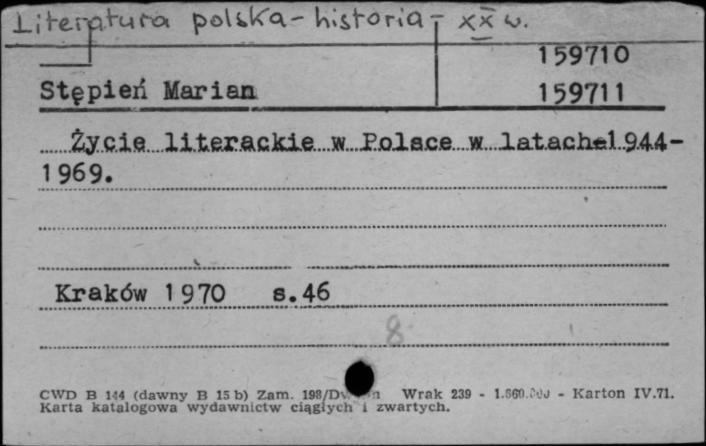 Literatura polska - historia - XX w.
159710
Stępień Marian 159711
Życie literackie w Polsce w latach 1944-
1969.
Kraków 1970 s.46
8
CWD B 144 (dawny B 15 b) Zam. 198/ Wrak 239 - - Karton IV.71.
Karta katalogowa wydawnictw ciągłych i zwartych.